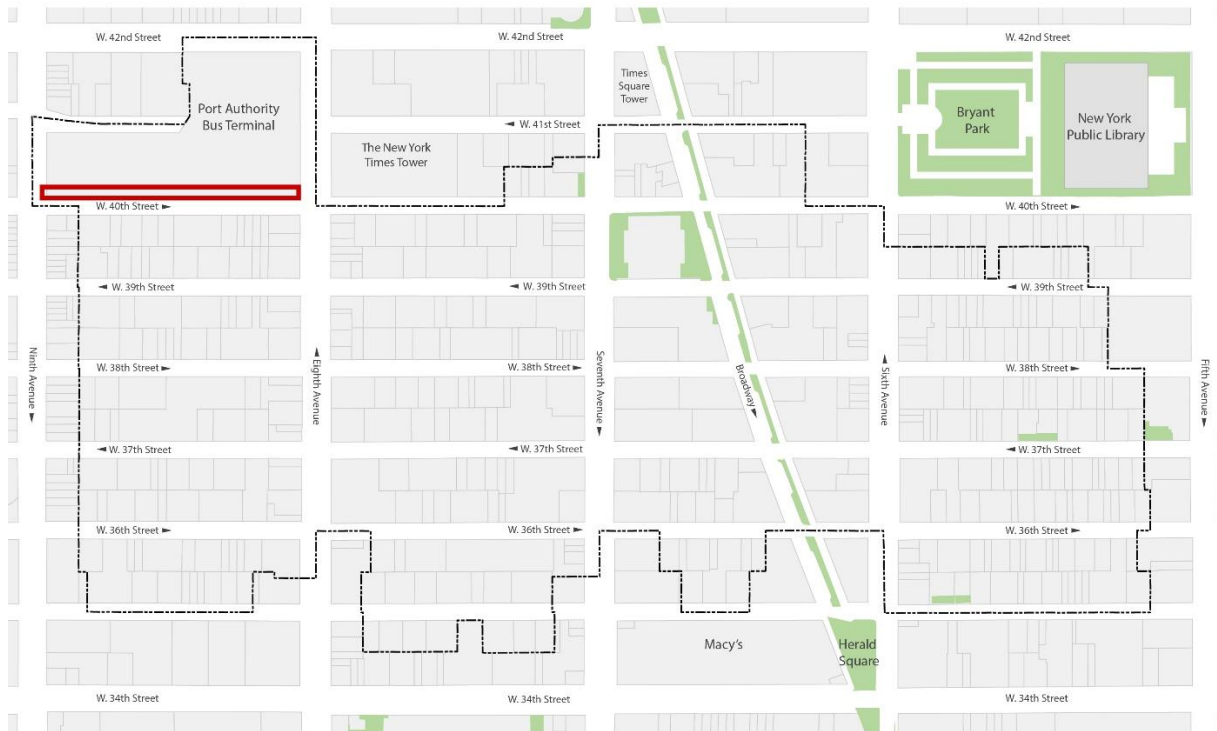 W. 42nd Street
W. 42nd Street
W. 42nd Street
Times
Square
Tower
Port Authority
Bus Terminal
Bryant
Park
New York
Public Library
◄ W. 41st Street
The New York
Times Tower
W. 40th Street ►
W. 40th Street ►
◄ W. 39th Street
◄ W. 39th Street
◄ W. 39th Street
Ninth Avenue ►
W. 38th Street ►
◄ Eighth Avenue
W. 38th Street ►
Seventh Avenue ►
Broadway ►
◄ Sixth Avenue
W. 38th Street ►
Fifth Avenue ►
◄ W. 37th Street
◄ W. 37th Street
◄ W. 37th Street
W. 36th Street ►
W. 36th Street ►
W. 36th Street ►
Macy's
Herald
Square
W. 34th Street
W. 34th Street
W. 34th Street